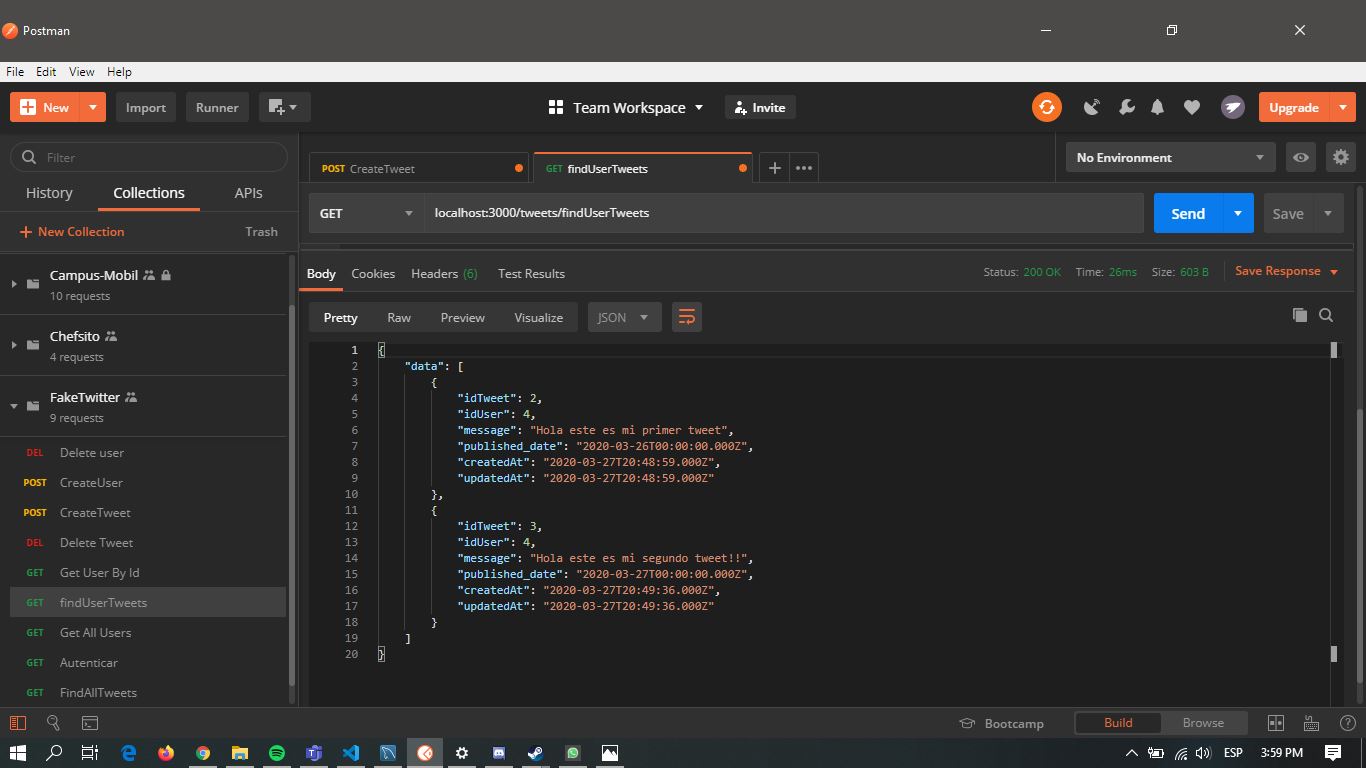 Postman
File Edit View Help
New Import Runner Team Workspace Invite Upgrade
Filter
History Collections APIs
New Collection Trash
Campus-Mobil
10 requests
Chefsito
4 requests
FakeTwitter
9 requests
DEL Delete user
POST CreateUser
POST CreateTweet
DEL Delete Tweet
GET Get User By Id
GET findUserTweets
GET Get All Users
GET Autenticar
GET FindAllTweets
POST CreateTweet GET findUserTweets No Environment
GET localhost:3000/tweets/findUserTweets Send Save
Body Cookies Headers (6) Test Results Status: 200 OK Time: 26ms Size: 603 B Save Response
Pretty Raw Preview Visualize JSON
1 {
2 "data": [
3 {
4 "idTweet": 2,
5 "idUser": 4,
6 "message": "Hola este es mi primer tweet",
7 "published_date": "2020-03-26T00:00:00.000Z",
8 "createdAt": "2020-03-27T20:48:59.000Z",
9 "updatedAt": "2020-03-27T20:48:59.000Z"
10 },
11 {
12 "idTweet": 3,
13 "idUser": 4,
14 "message": "Hola este es mi segundo tweet!!",
15 "published_date": "2020-03-27T00:00:00.000Z",
16 "createdAt": "2020-03-27T20:49:36.000Z",
17 "updatedAt": "2020-03-27T20:49:36.000Z"
18 }
19 ]
20 }
Bootcamp Build Browse
ESP 3:59 PM